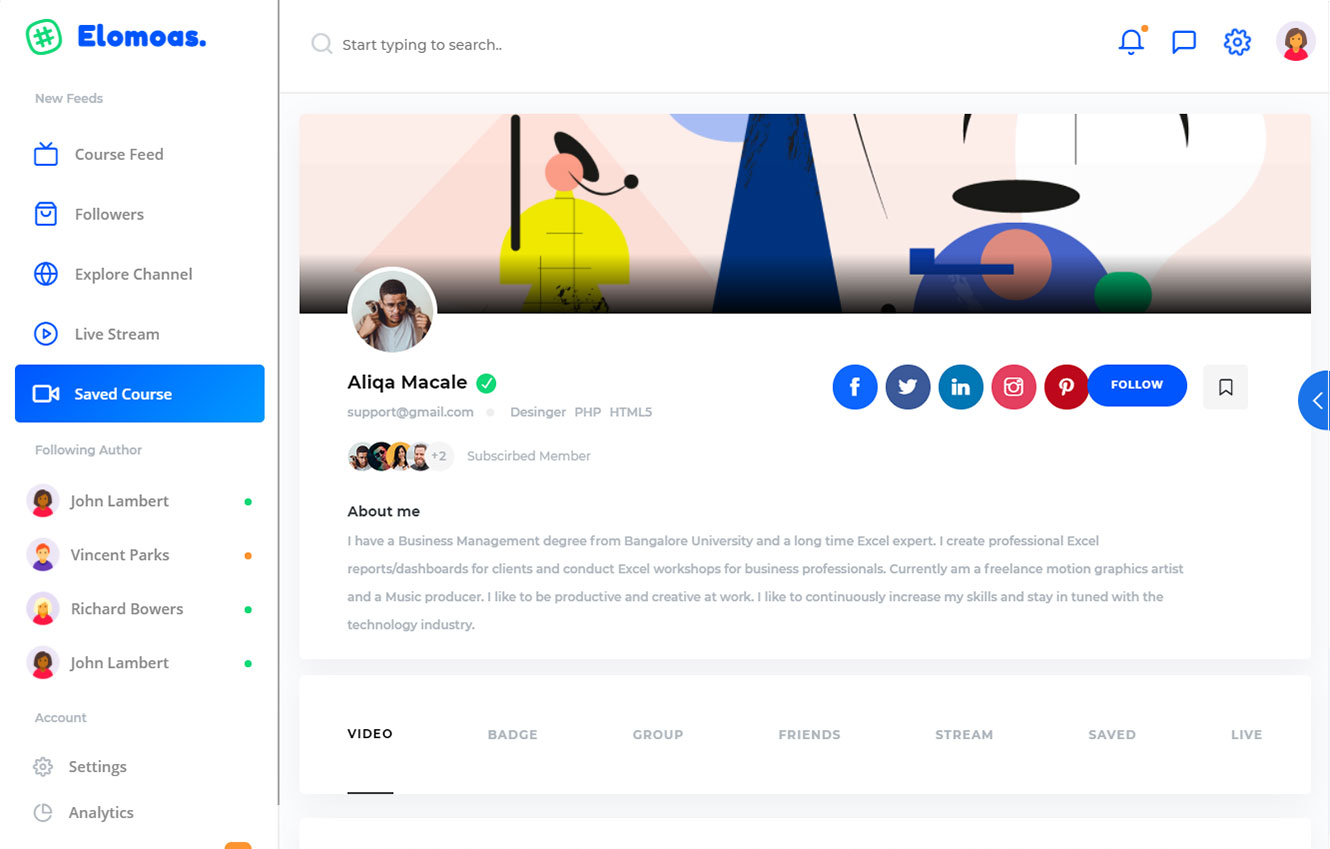 Elomoas.
Start typing to search..
New Feeds
Course Feed
Followers
Explore Channel
Live Stream
Saved Course
Following Author
John Lambert
Vincent Parks
Richard Bowers
John Lambert
Account
Settings
Analytics
Aliqa Macale
support@gmail.com Desinger PHP HTML5
FOLLOW
+2 Subscirbed Member
About me
I have a Business Management degree from Bangalore University and a long time Excel expert. I create professional Excel
reports/dashboards for clients and conduct Excel workshops for business professionals. Currently am a freelance motion graphics artist
and a Music producer. I like to be productive and creative at work. I like to continuously increase my skills and stay in tuned with the
technology industry.
VIDEO BADGE GROUP FRIENDS STREAM SAVED LIVE